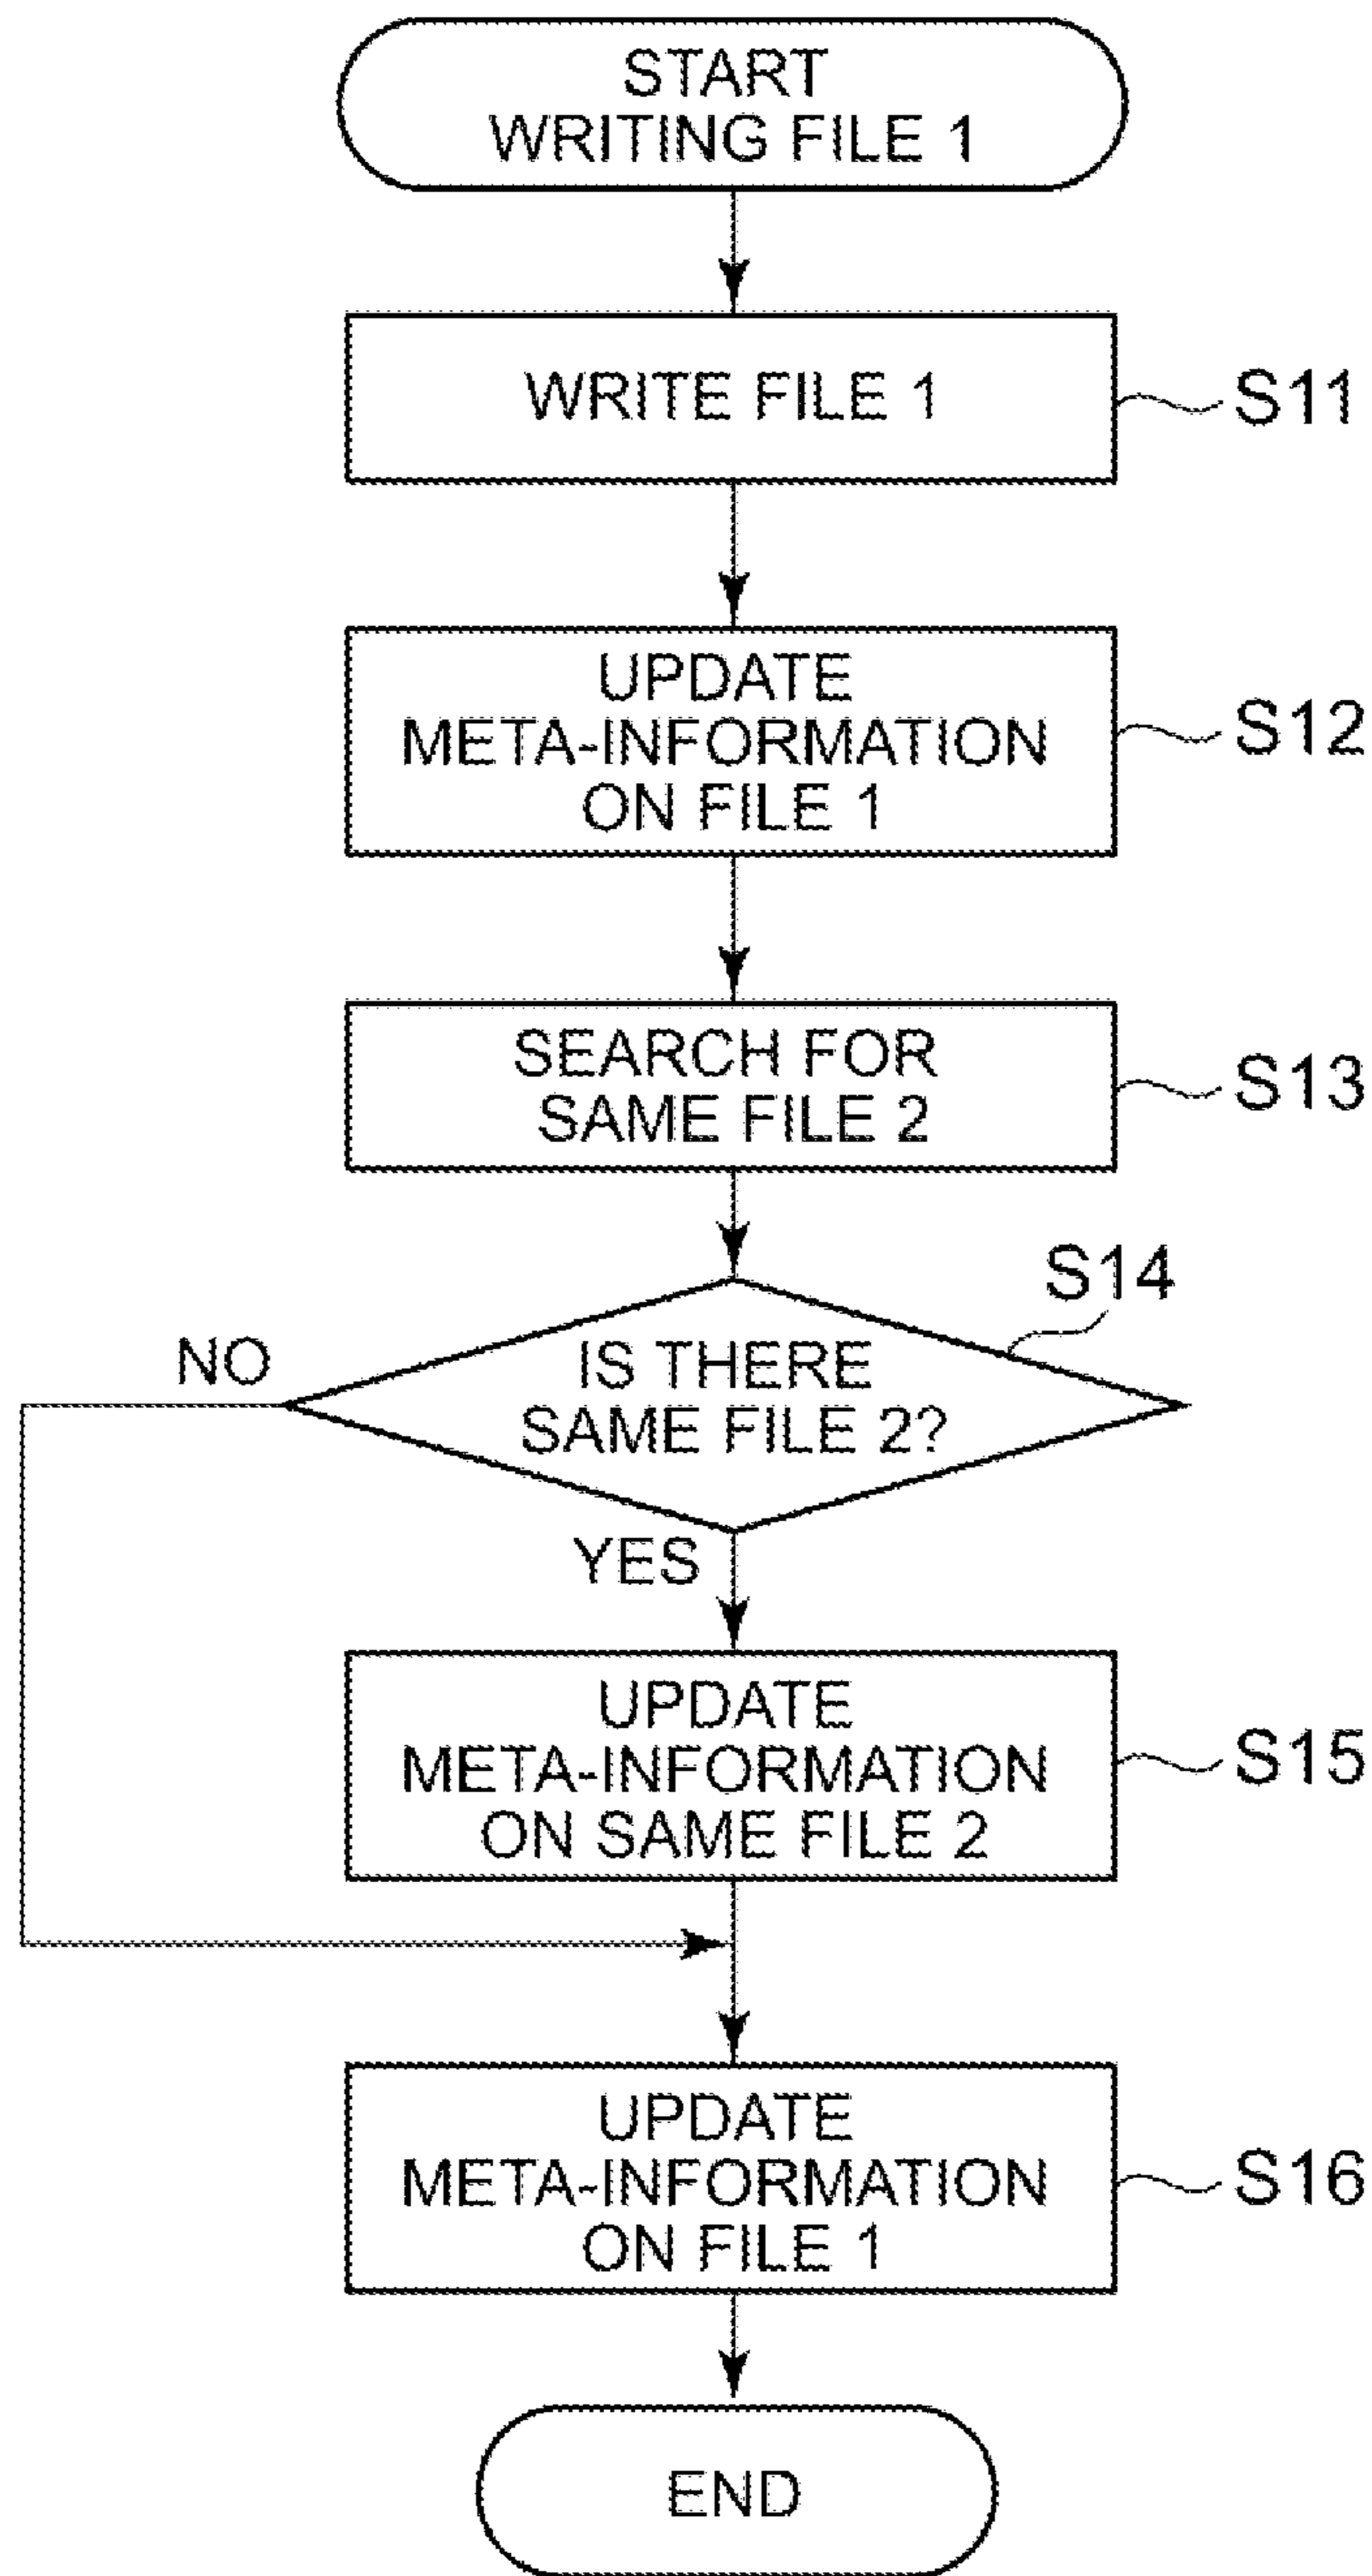 START
WRITING FILE 1
WRITE FILE 1
S11
UPDATE
META-INFORMATION
ON FILE 1
S12
SEARCH FOR
SAME FILE 2
S13
S14
NO
IS THERE
SAME FILE 2?
YES
UPDATE
META-INFORMATION
ON SAME FILE 2
S15
UPDATE
META-INFORMATION
ON FILE 1
S16
END